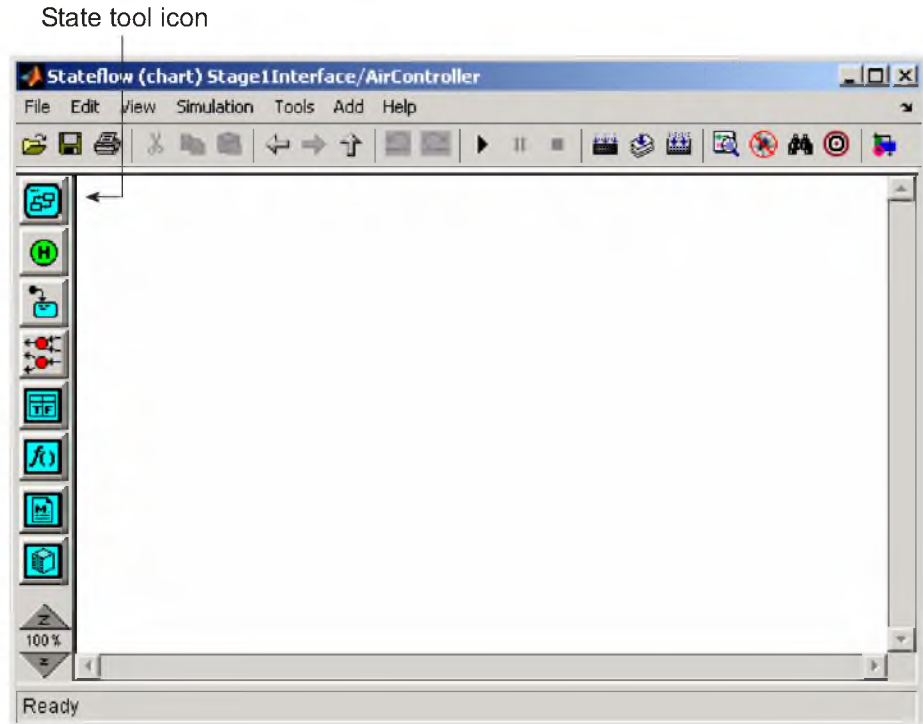 State tool icon
Stateflow (chart) Stage1Interface/AirController
File Edit View Simulation Tools Add Help
H
T F
f()
M
Z
100%
z
Ready